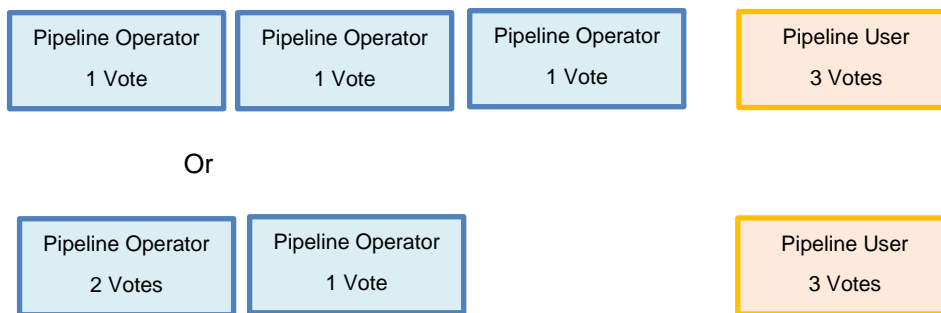 Pipeline Operator
1 Vote
Pipeline Operator
1 Vote
Pipeline Operator
1 Vote
Pipeline User
3 Votes
Or
Pipeline Operator
2 Votes
Pipeline Operator
1 Vote
Pipeline User
3 Votes